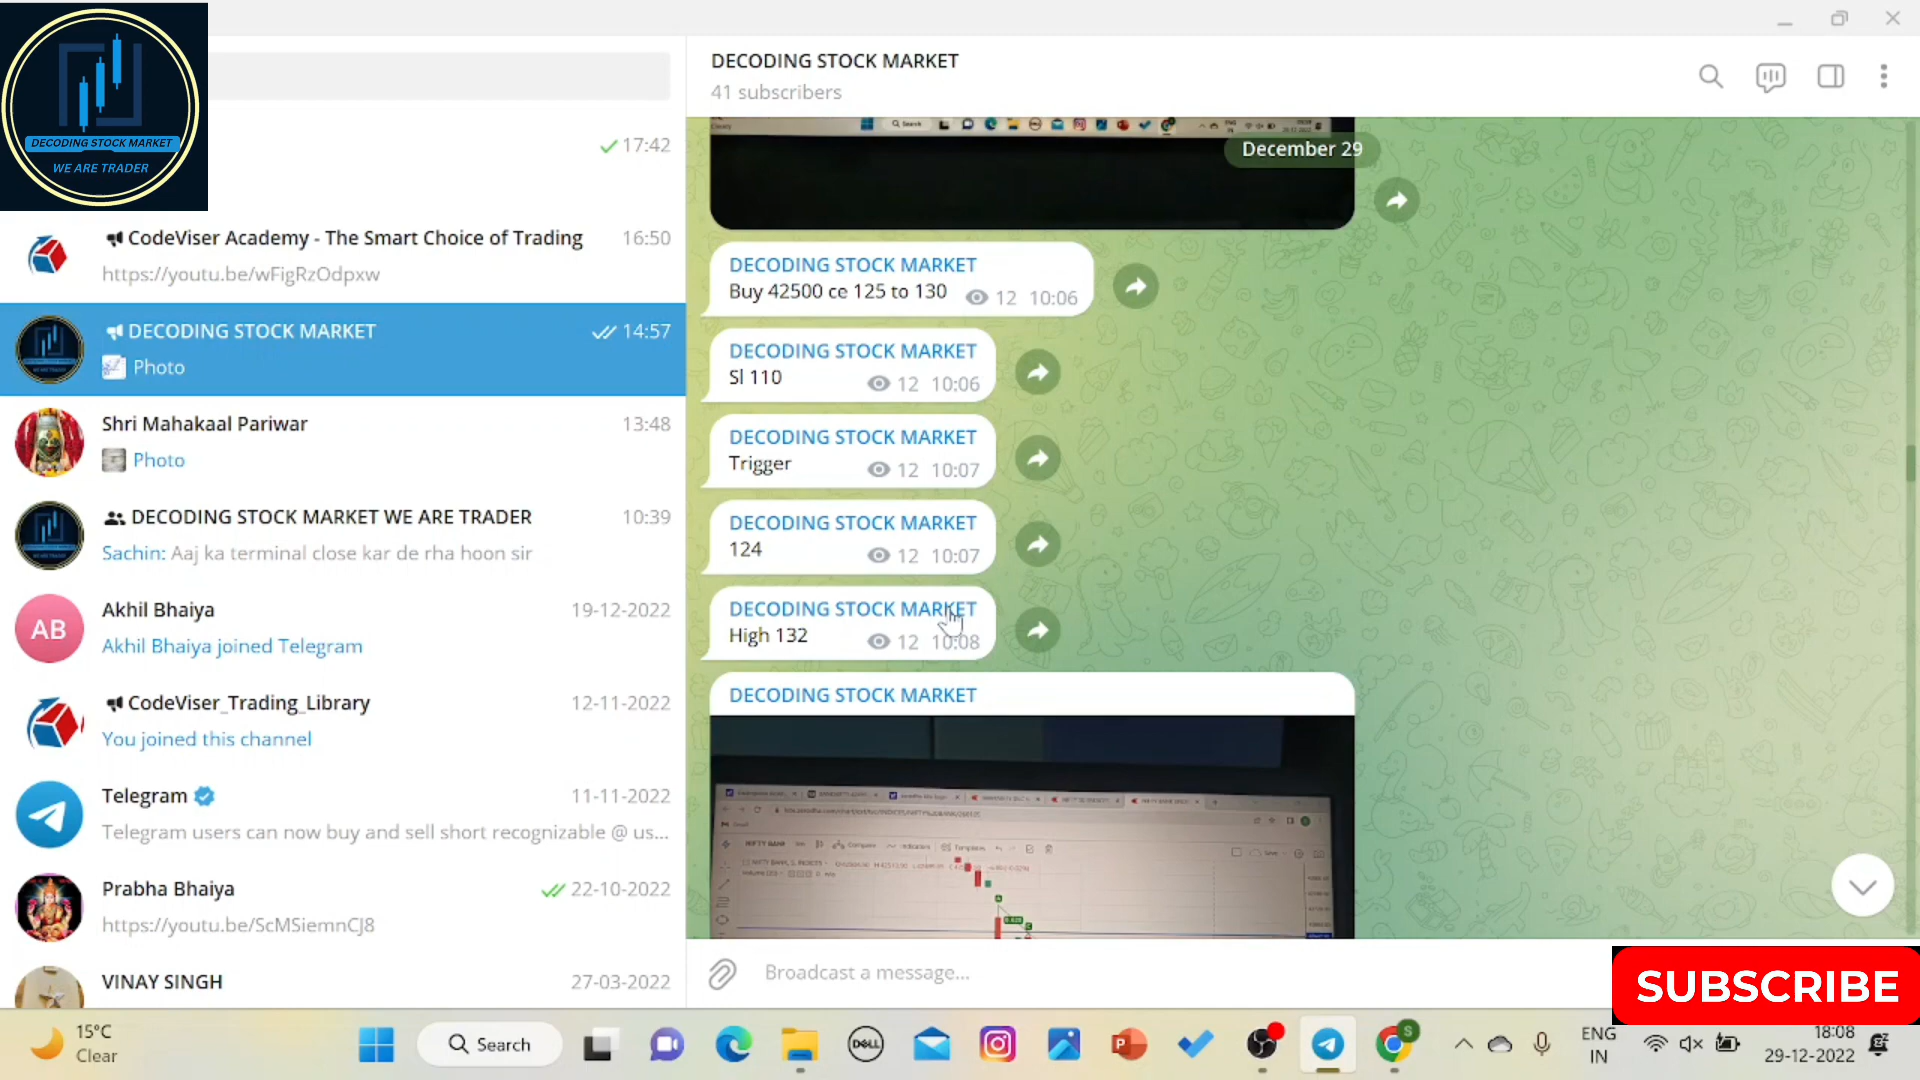 DECODING STOCK MARKET
WE ARE TRADER
17:42
CodeViser Academy - The Smart Choice of Trading 16:50
https://youtu.be/wFigRzOdpxw
DECODING STOCK MARKET 14:57
Photo
Shri Mahakaal Pariwar 13:48
Photo
DECODING STOCK MARKET WE ARE TRADER 10:39
Sachin: Aaj ka terminal close kar de rha hoon sir
AB
Akhil Bhaiya 19-12-2022
Akhil Bhaiya joined Telegram
CodeViser_Trading_Library 12-11-2022
You joined this channel
Telegram 11-11-2022
Telegram users can now buy and sell short recognizable @ us...
Prabha Bhaiya 22-10-2022
https://youtu.be/ScMSiemnCJ8
VINAY SINGH 27-03-2022
DECODING STOCK MARKET
41 subscribers
Search
December 29
DECODING STOCK MARKET
Buy 42500 ce 125 to 130 12 10:06
DECODING STOCK MARKET
Sl 110 12 10:06
DECODING STOCK MARKET
Trigger 12 10:07
DECODING STOCK MARKET
124 12 10:07
DECODING STOCK MARKET
High 132 12 10:08
DECODING STOCK MARKET
NIFTY BANK
Broadcast a message...
SUBSCRIBE
15°C
Clear
Search
DELL
S
ENG
IN
18:08
29-12-2022